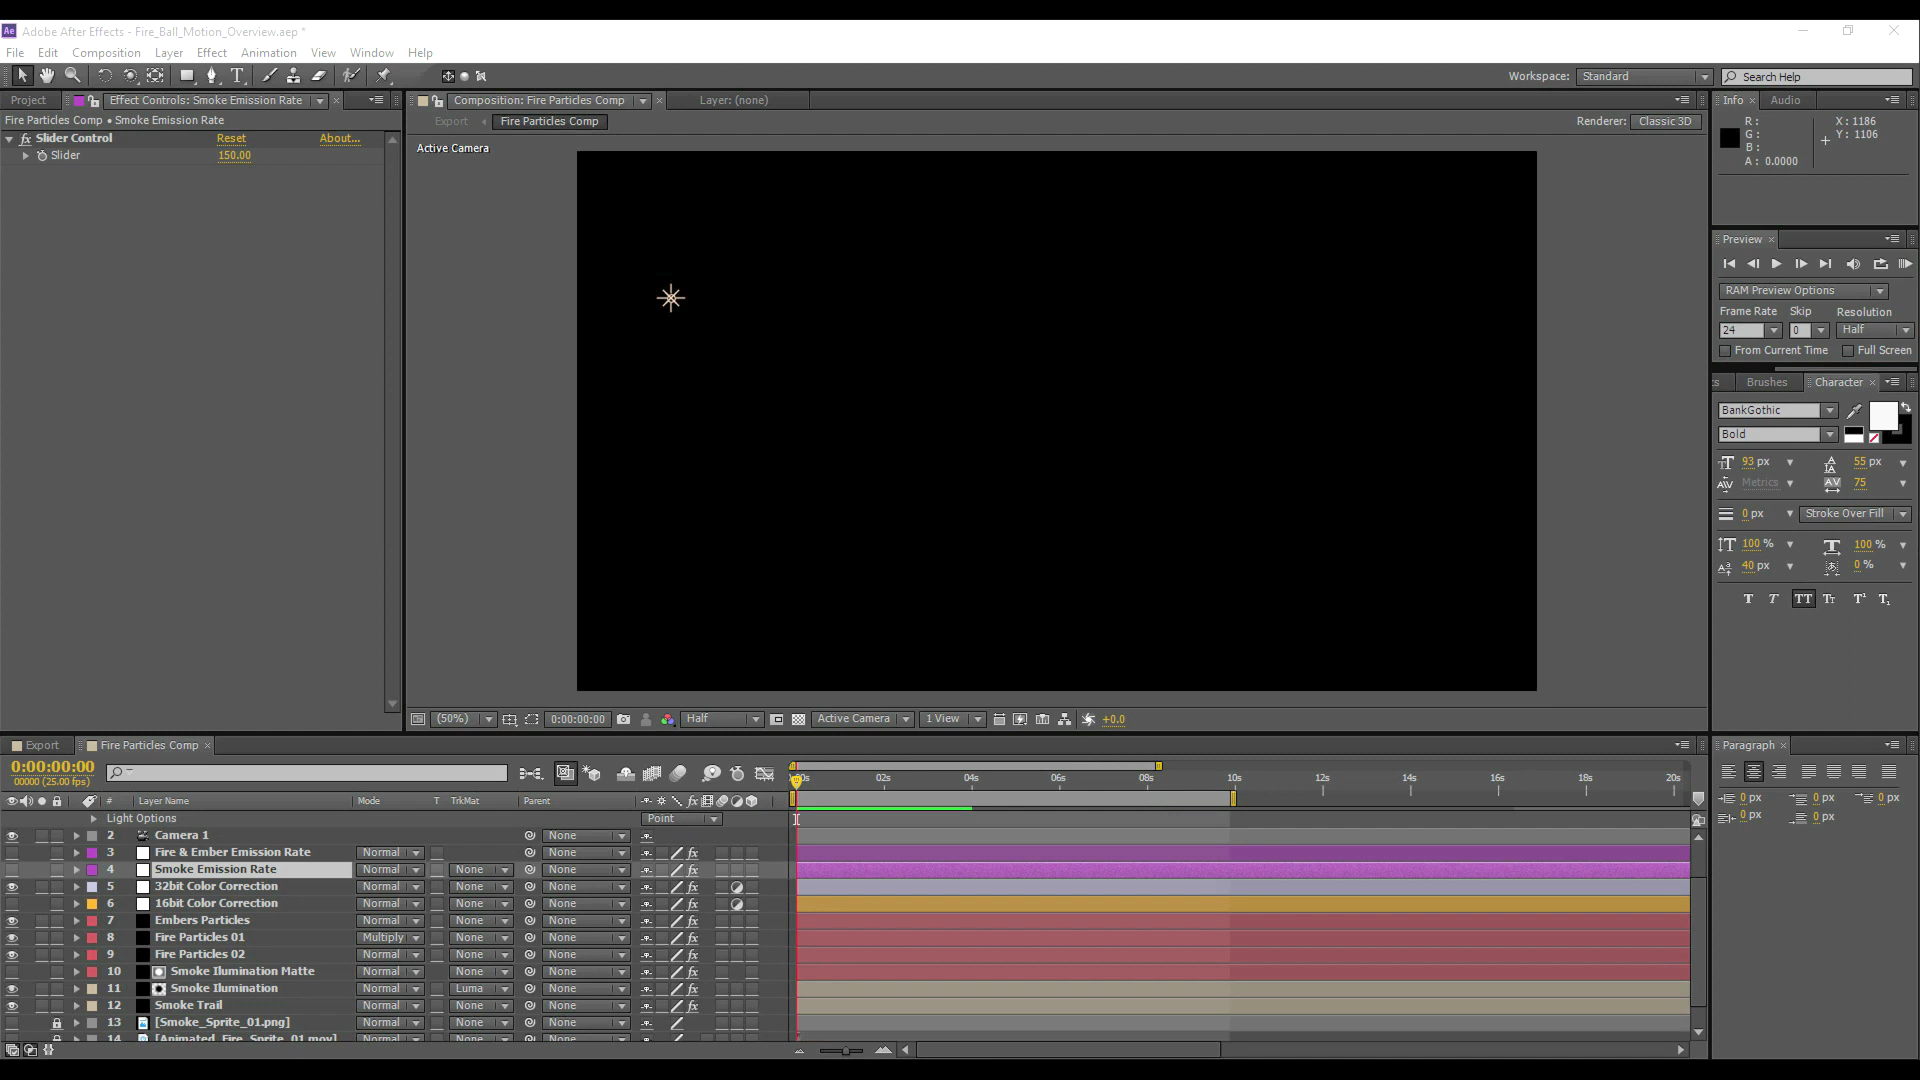 Ae Adobe After Effects - Fire_Ball_Motion_Overview.aep *
File Edit Composition Layer Effect Animation View Window Help
Workspace: Standard Search Help
Project Effect Controls: Smoke Emission Rate Composition: Fire Particles Comp Layer: (none) Info Audio
Fire Particles Comp • Smoke Emission Rate Export Fire Particles Comp Renderer: Classic 3D
R: X: 1186
G: Y: 1106
B:
A: 0.0000
fx Slider Control Reset About...
Slider 150.00
Active Camera
Preview
RAM Preview Options
Frame Rate Skip Resolution
24 0 Half
From Current Time Full Screen
Brushes Character
BankGothic
Bold
93 px 55 px
Metrics 75
0 px Stroke Over Fill
100 % 100 %
40 px 0 %
T T TT Tr T¹ T₁
(50%) 0:00:00:00 Half Active Camera 1 View +0.0
Export Fire Particles Comp Paragraph
0:00:00:00
00000 (25.00 fps)
02s 04s 06s 08s 10s 12s 14s 16s 18s 20s
# Layer Name Mode T TrkMat Parent
0 px 0 px 0 px
0 px 0 px
Light Options Point
2 Camera 1 None
3 Fire & Ember Emission Rate Normal None fx
4 Smoke Emission Rate Normal None None fx
5 32bit Color Correction Normal None None fx
6 16bit Color Correction Normal None None fx
7 Embers Particles Normal None None fx
8 Fire Particles 01 Multiply None None fx
9 Fire Particles 02 Normal None None fx
10 Smoke Ilumination Matte Normal None None fx
11 Smoke Ilumination Normal Luma None fx
12 Smoke Trail Normal None None fx
13 [Smoke_Sprite_01.png] Normal None None
14 [Animated_Fire_Sprite_01.mov] Normal None None